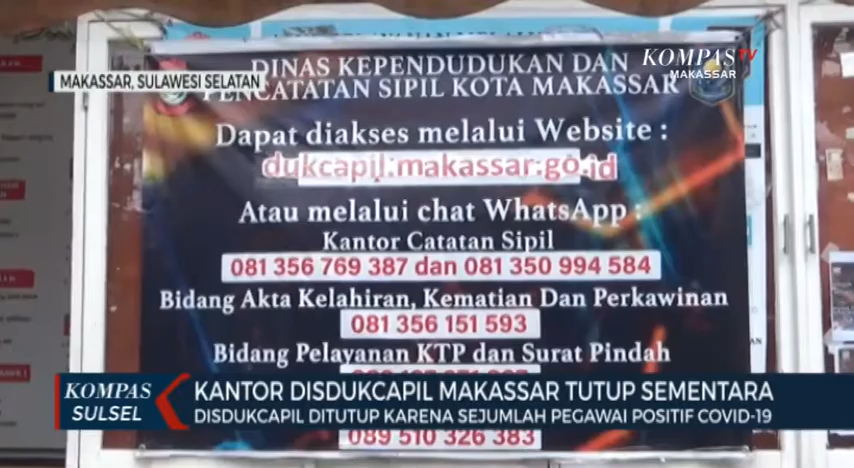 KOMPAS TV
MAKASSAR
MAKASSAR, SULAWESI SELATAN
DINAS KEPENDUDUKAN DAN
PENCATATAN SIPIL KOTA MAKASSAR
Dapat diakses melalui Website :
dukcapil.makassar.go.id
Atau melalui chat WhatsApp :
Kantor Catatan Sipil
081 356 769 387 dan 081 350 994 584
Bidang Akta Kelahiran, Kematian Dan Perkawinan
081 356 151 593
Bidang Pelayanan KTP dan Surat Pindah
KOMPAS
SULSEL
KANTOR DISDUKCAPIL MAKASSAR TUTUP SEMENTARA
DISDUKCAPIL DITUTUP KARENA SEJUMLAH PEGAWAI POSITIF COVID-19
089 510 326 383